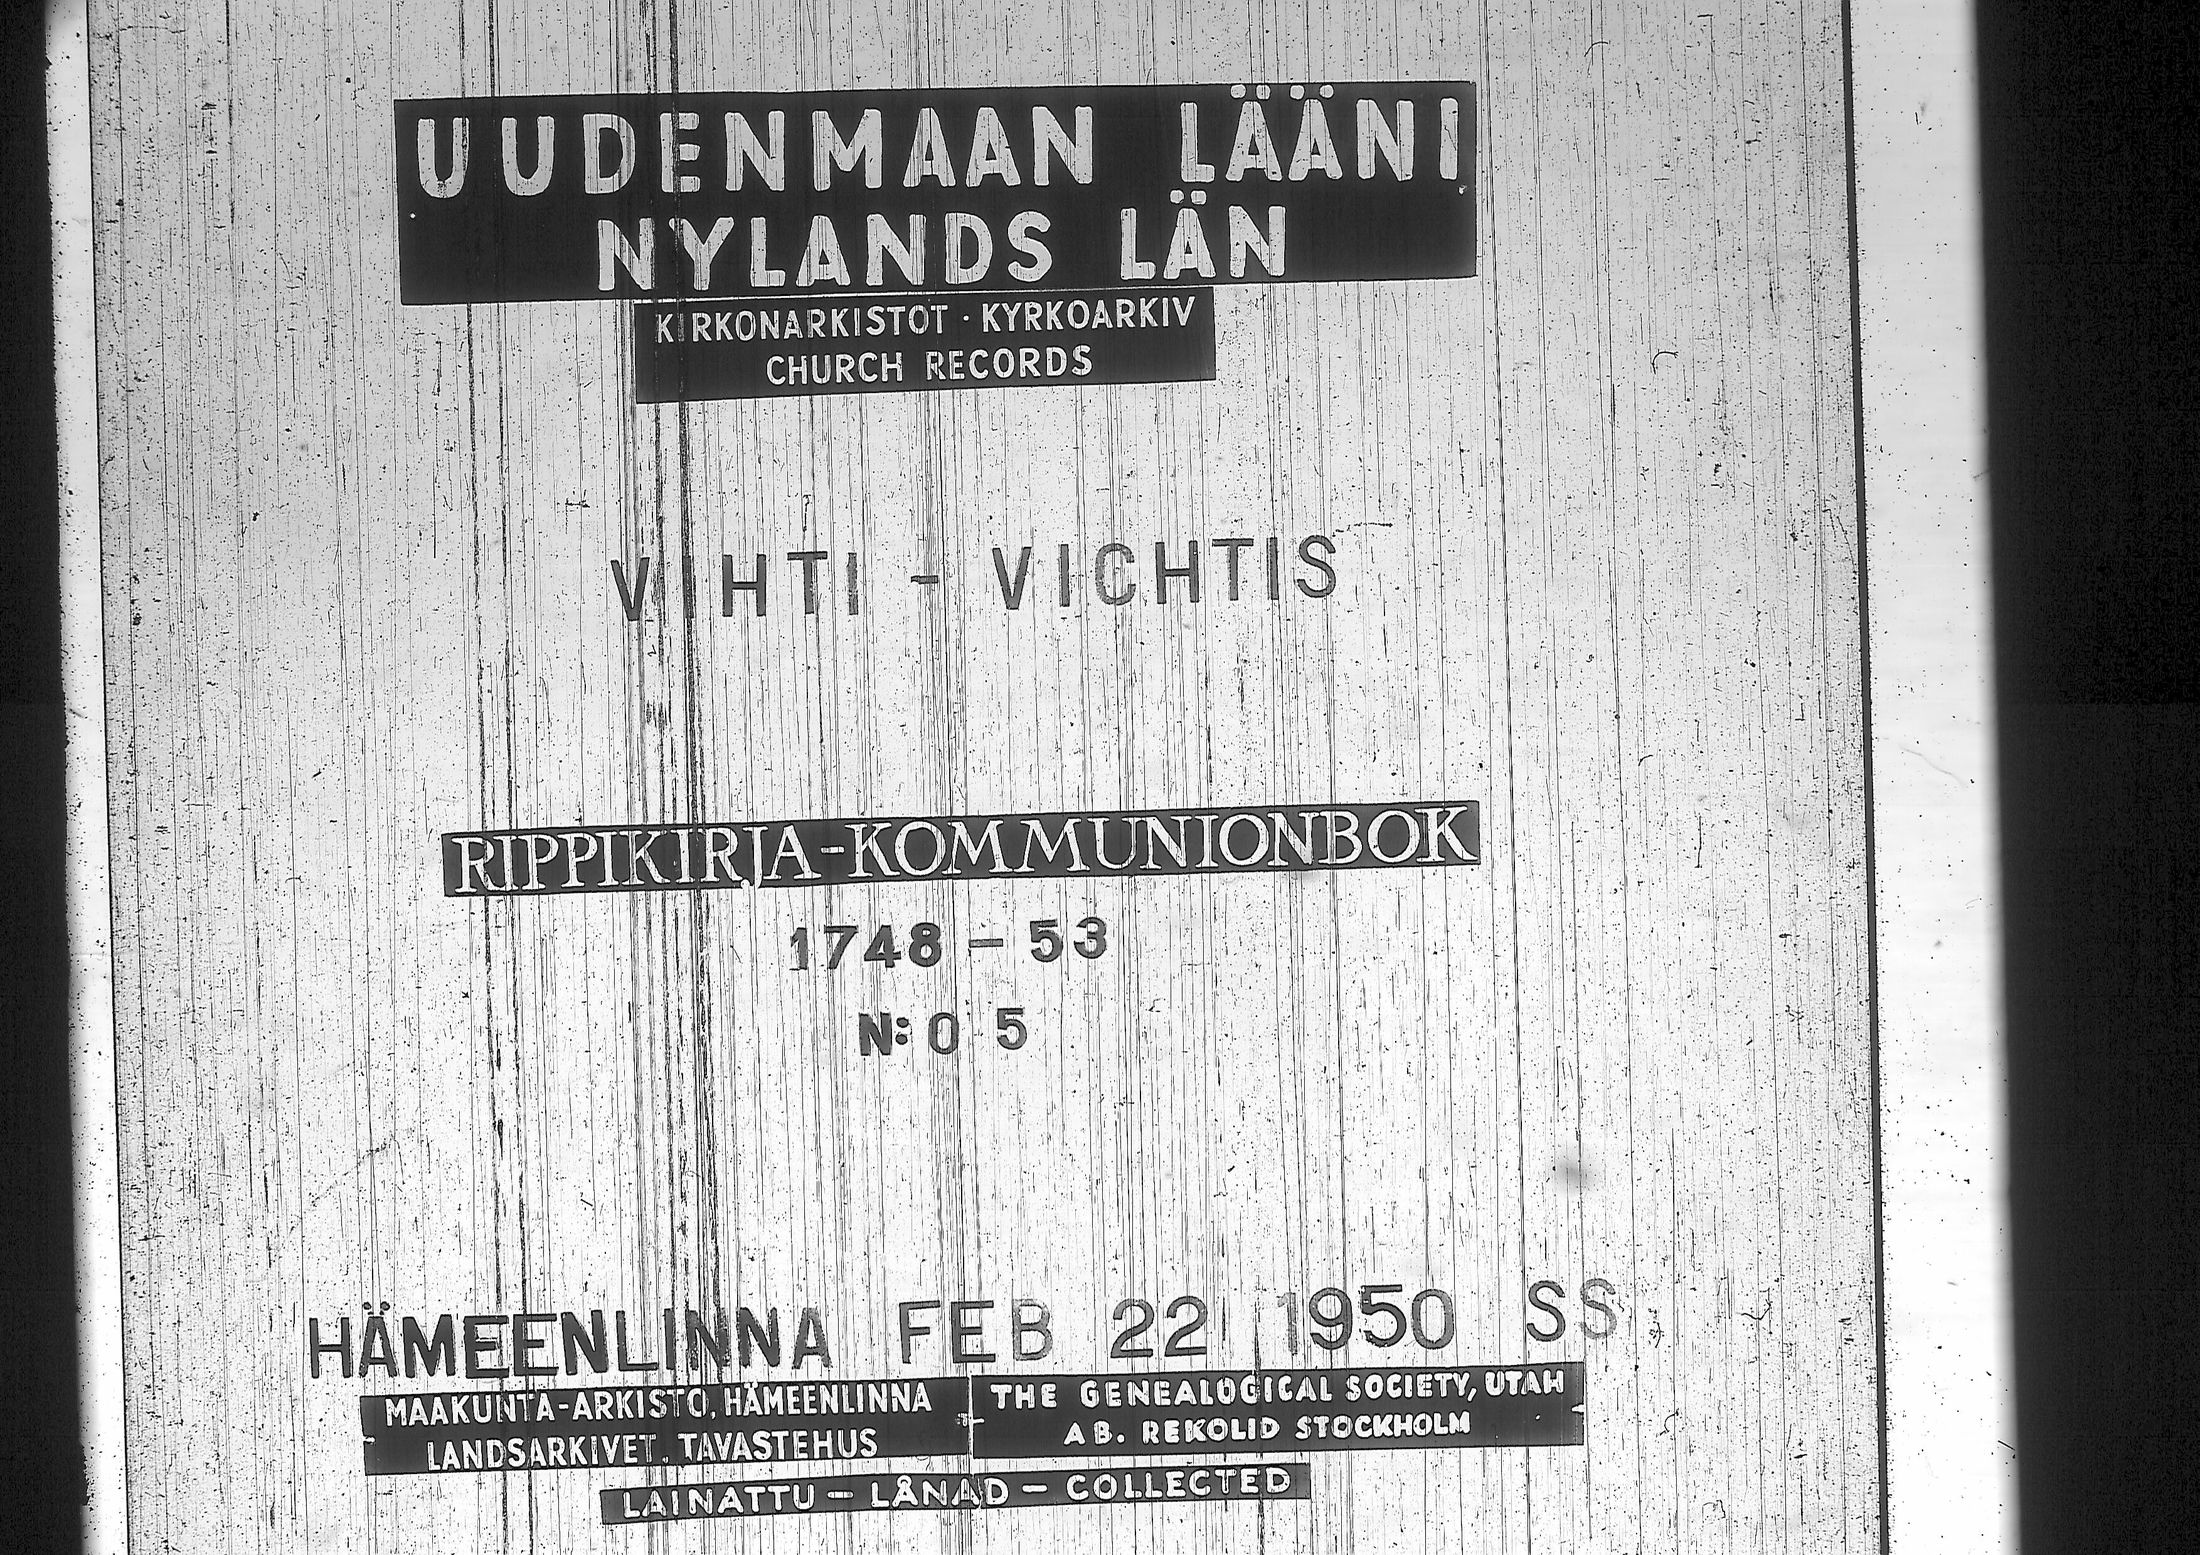 UUDENMAAN LÄÄNI
NYLANDS LÄN
KIRKONARKISTOT · KYRKOARKIV
CHURCH RECORDS
VIHTI - VICHTIS
RIPPIKIRJA-KOMMUNIONBOK
1748 - 53
N:O 5
HÄMEENLINNA FEB 22 1950 SS
MAAKUNTA-ARKISTO, HÄMEENLINNA
LANDSARKIVET, TAVASTEHUS
THE GENEALOGICAL SOCIETY, UTAH
AB. REKOLID STOCKHOLM
LAINATTU - LÅNAD - COLLECTED